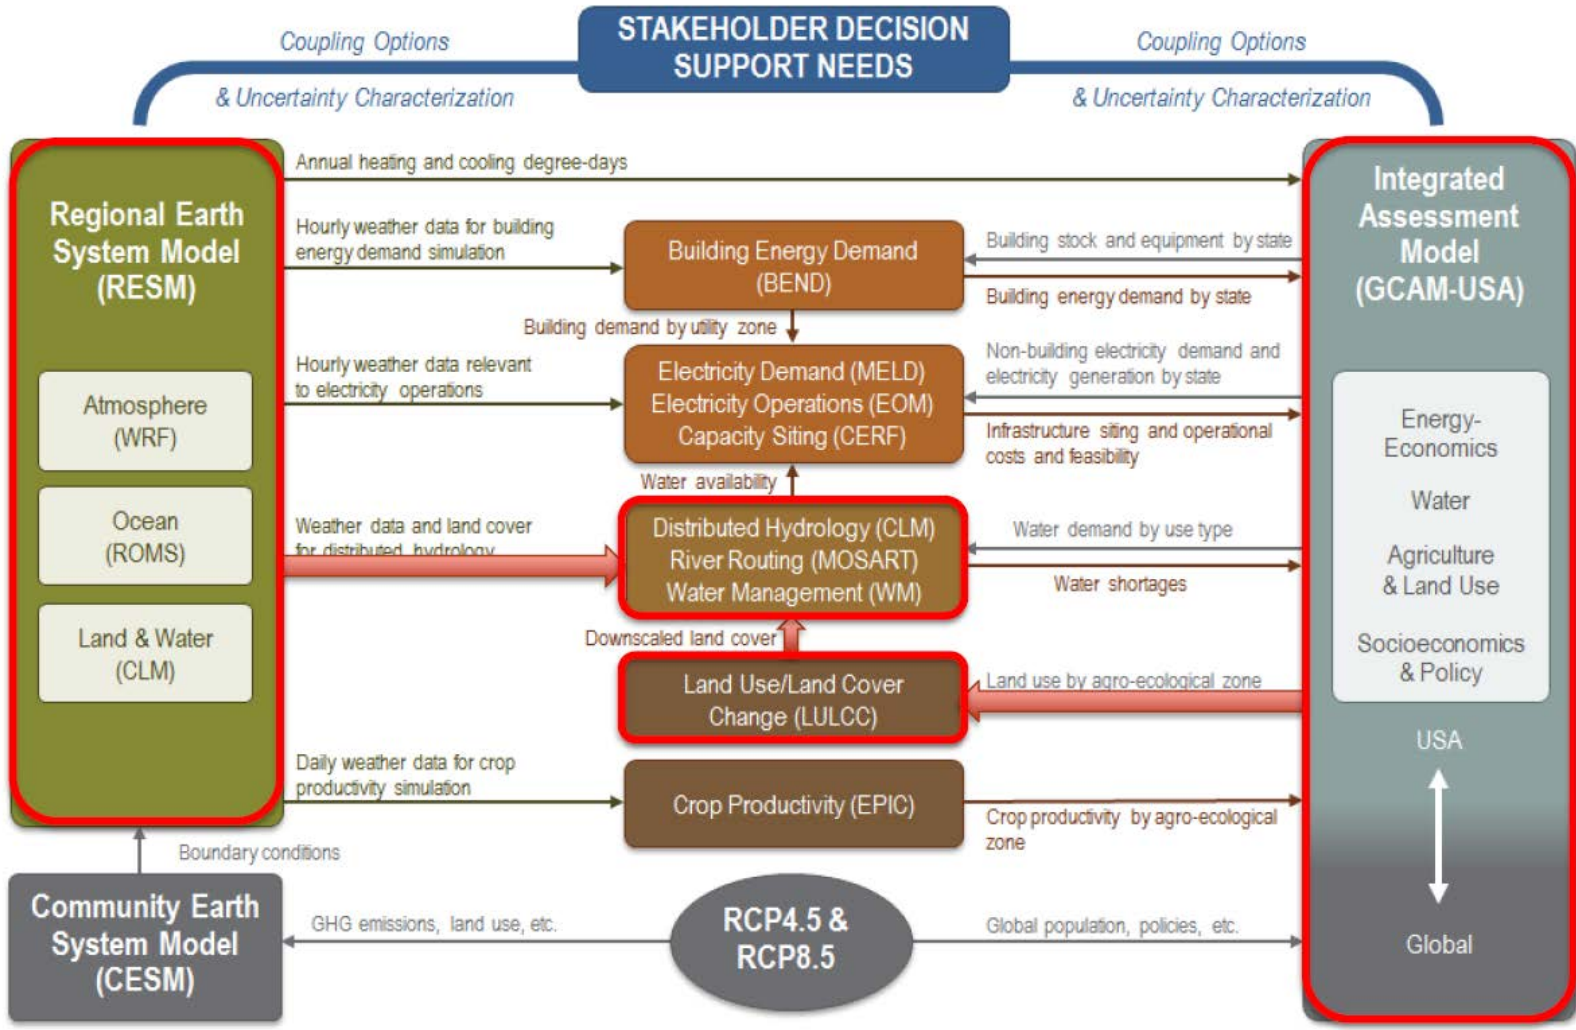 STAKEHOLDER DECISION
SUPPORT NEEDS
Coupling Options
& Uncertainty Characterization
Coupling Options
& Uncertainty Characterization
Regional Earth
System Model
(RESM)
Atmosphere
(WRF)
Ocean
(ROMS)
Land & Water
(CLM)
Annual heating and cooling degree-days
Hourly weather data for building
energy demand simulation
Building Energy Demand
(BEND)
Building stock and equipment by state
Building energy demand by state
Building demand by utility zone
Hourly weather data relevant
to electricity operations
Electricity Demand (MELD)
Electricity Operations (EOM)
Capacity Siting (CERF)
Non-building electricity demand and
electricity generation by state
Infrastructure siting and operational
costs and feasibility
Water availability
Weather data and land cover
for distributed hydrology
Distributed Hydrology (CLM)
River Routing (MOSART)
Water Management (WM)
Water demand by use type
Water shortages
Downscaled land cover
Land Use/Land Cover
Change (LULCC)
Land use by agro-ecological zone
Daily weather data for crop
productivity simulation
Crop Productivity (EPIC)
Crop productivity by agro-ecological
zone
Integrated
Assessment
Model
(GCAM-USA)
Energy-
Economics
Water
Agriculture
& Land Use
Socioeconomics
& Policy
USA
Global
Boundary conditions
Community Earth
System Model
(CESM)
GHG emissions, land use, etc.
RCP4.5 &
RCP8.5
Global population, policies, etc.